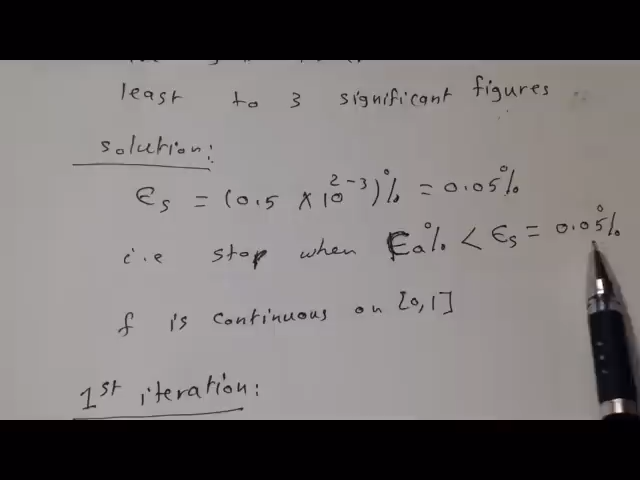 least to 3 significant figures
solution:
ϵs = (0.5 × 10^(2-3))% = 0.05%
i.e stop when ϵa% < ϵs = 0.05%
f is continuous on [0,1]
1st iteration: